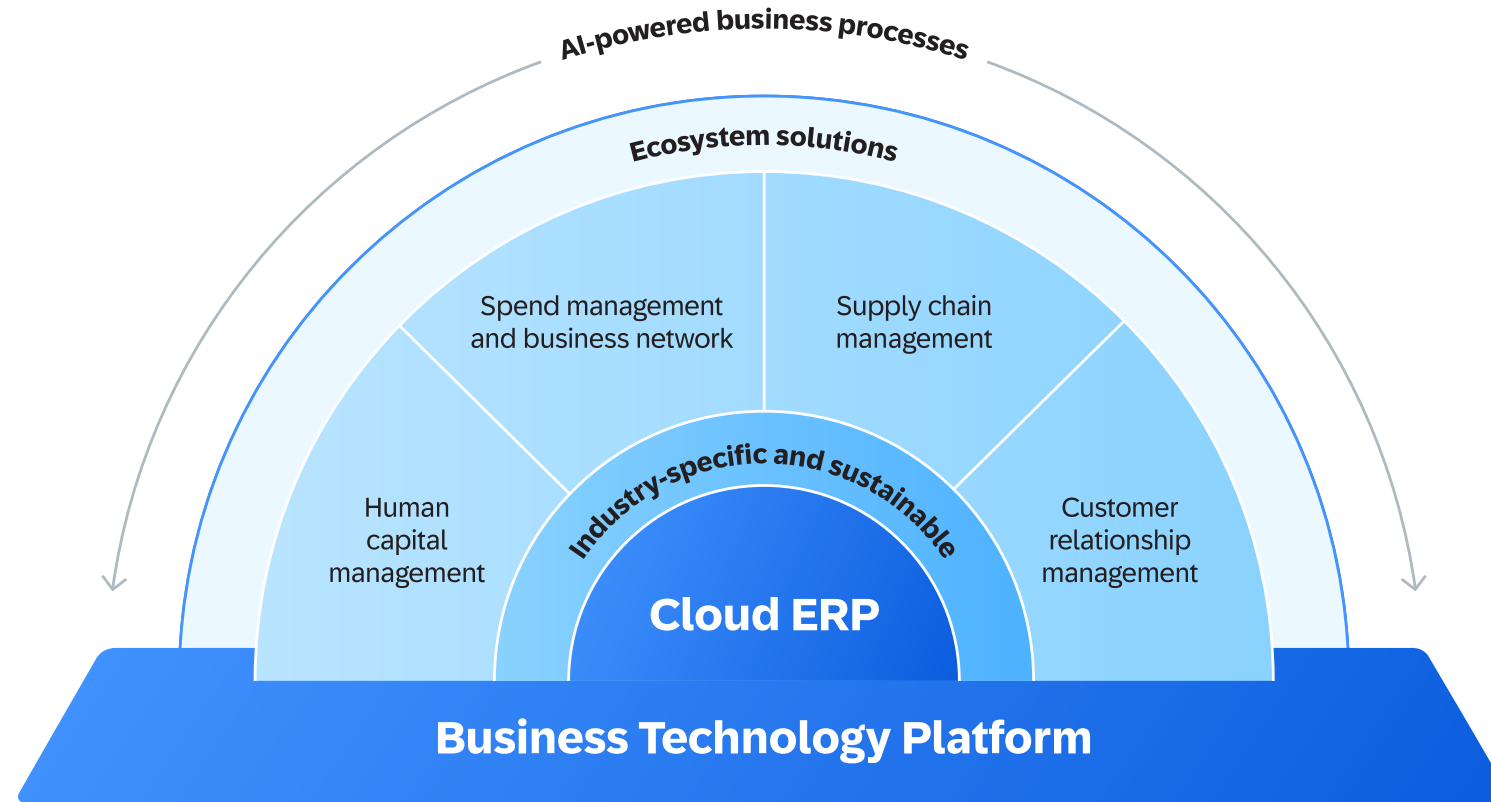 AI-powered business processes
Ecosystem solutions
Spend management
and business network
Supply chain
management
Human
capital
management
Industry-specific and sustainable
Customer
relationship
management
Cloud ERP
Business Technology Platform